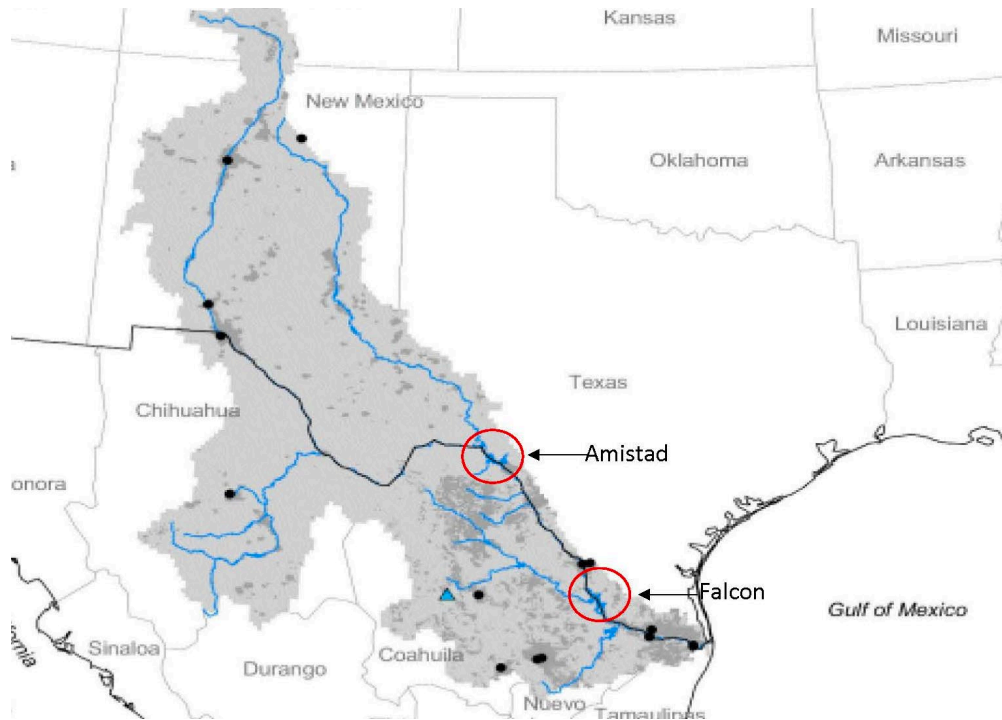 Kansas
Missouri
New Mexico
Oklahoma
Arkansas
Louisiana
Texas
Chihuahua
Amistad
onora
Falcon
Gulf of Mexico
Sinaloa
Coahuila
Durango
Nuevo
Tamaulipas